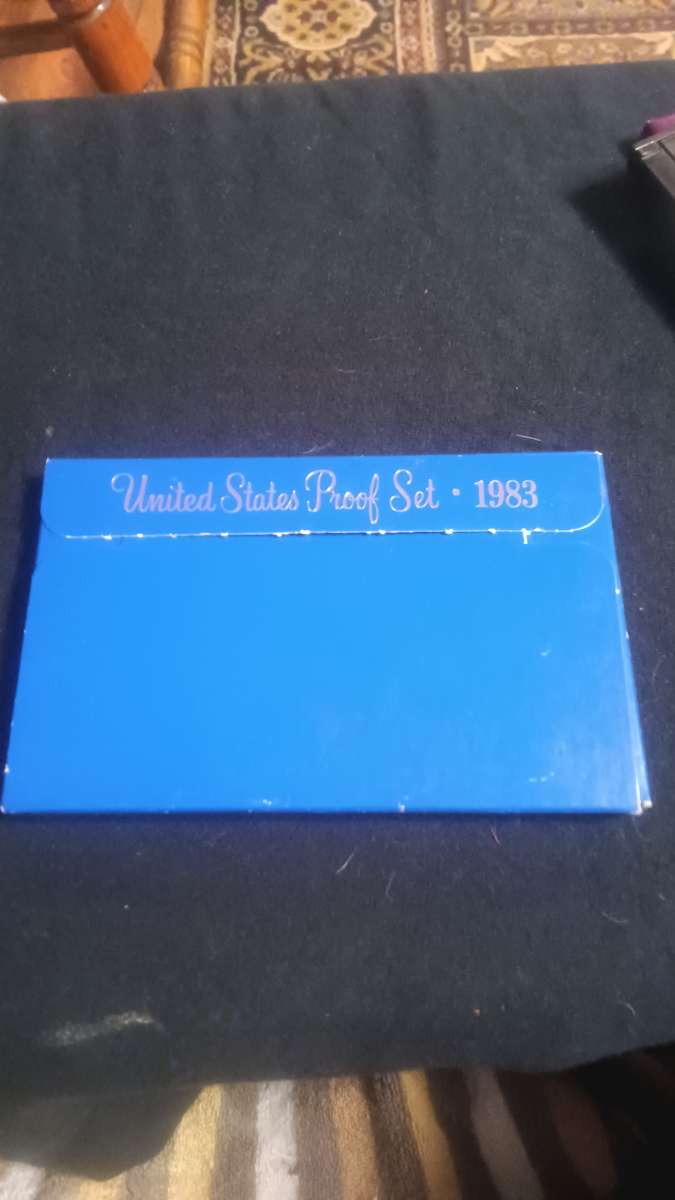 United States Proof Set • 1983